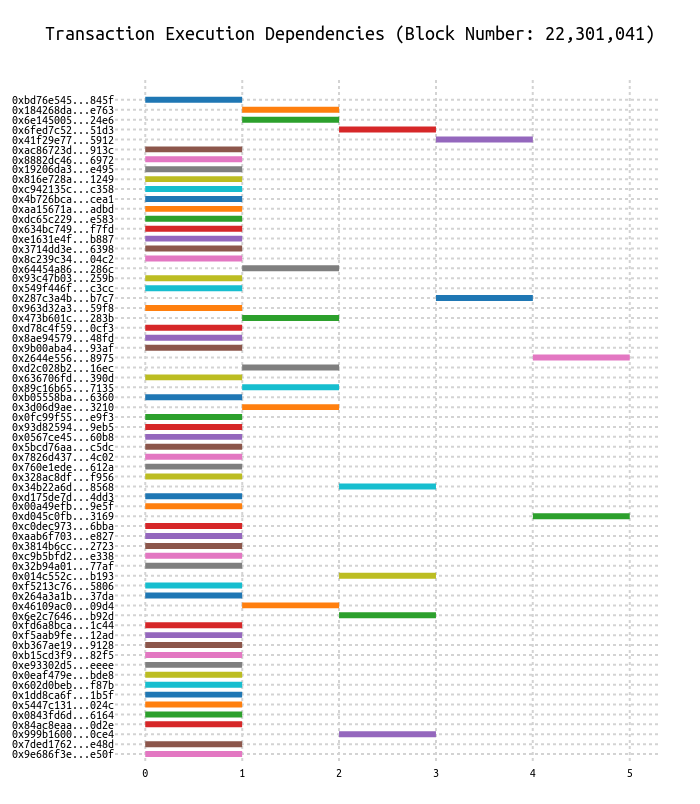 Transaction Execution Dependencies (Block Number: 22,301,041)
0xbd76e545...845f
0x184268da...e763
0x6e145005...24e6
0x6fed7c52...51d3
0x41f29e77...5912
0xac86723d...913c
0x8882dc46...6972
0x19206da3...e495
0x816e728a...1249
0xc942135c...c358
0x4b726bca...cea1
0xaa15671a...adbd
0xdc65c229...e583
0x634bc749...f7fd
0xe1631e4f...b887
0x3714dd3e...6398
0x8c239c34...04c2
0x64454a86...286c
0x93c47b03...259b
0x549f446f...c3cc
0x287c3a4b...b7c7
0x963d32a3...59f8
0x473b601c...283b
0xd78c4f59...0cf3
0x8ae94579...48fd
0x9b00aba4...93af
0x2644e556...8975
0xd2c028b2...16ec
0x636706fd...390d
0x89c16b65...7135
0xb05558ba...6360
0x3d06d9ae...3210
0x0fc99f55...e9f3
0x93d82594...9eb5
0x0567ce45...60b8
0x5bcd76aa...c5dc
0x7826d437...4c02
0x760e1ede...612a
0x328ac8df...f956
0x34b22a6d...8568
0xd175de7d...4dd3
0x00a49efb...9e5f
0xd045c0fb...3169
0xc0dec973...6bba
0xaab6f703...e827
0x3814b6cc...2723
0xc9b5bfd2...e338
0x32b94a01...77af
0x014c552c...b193
0xf5213c76...5806
0x264a3a1b...37da
0x46109ac0...09d4
0x6e2c7646...b92d
0xfd6a8bca...1c44
0xf5aab9fe...12ad
0xb367ae19...9128
0xb15cd3f9...82f5
0xe93302d5...eeee
0x0eaf479e...bde8
0x602d0beb...f87b
0x1dd8ca6f...1b5f
0x5447c131...024c
0x0843fd6d...6164
0x84ac8eaa...0d2e
0x999b1600...0ce4
0x7ded1762...e48d
0x9e686f3e...e50f
0 1 2 3 4 5